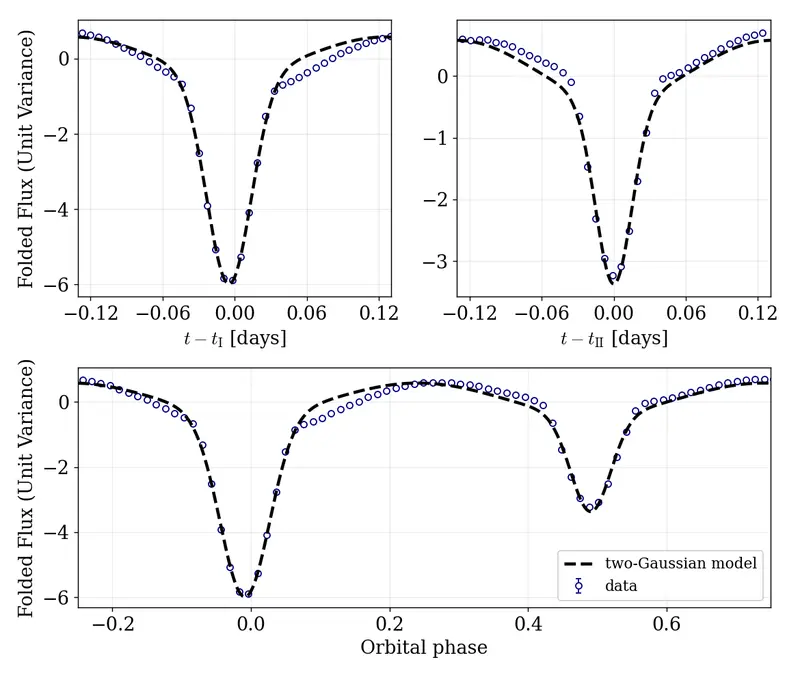 Folded Flux (Unit Variance)
0
−2
−4
−6
−0.12 −0.06 0.00 0.06 0.12
t − tI [days]
0
−1
−2
−3
−0.12 −0.06 0.00 0.06 0.12
t − tII [days]
Folded Flux (Unit Variance)
0
−2
−4
−6
−0.2 0.0 0.2 0.4 0.6
Orbital phase
two-Gaussian model
data